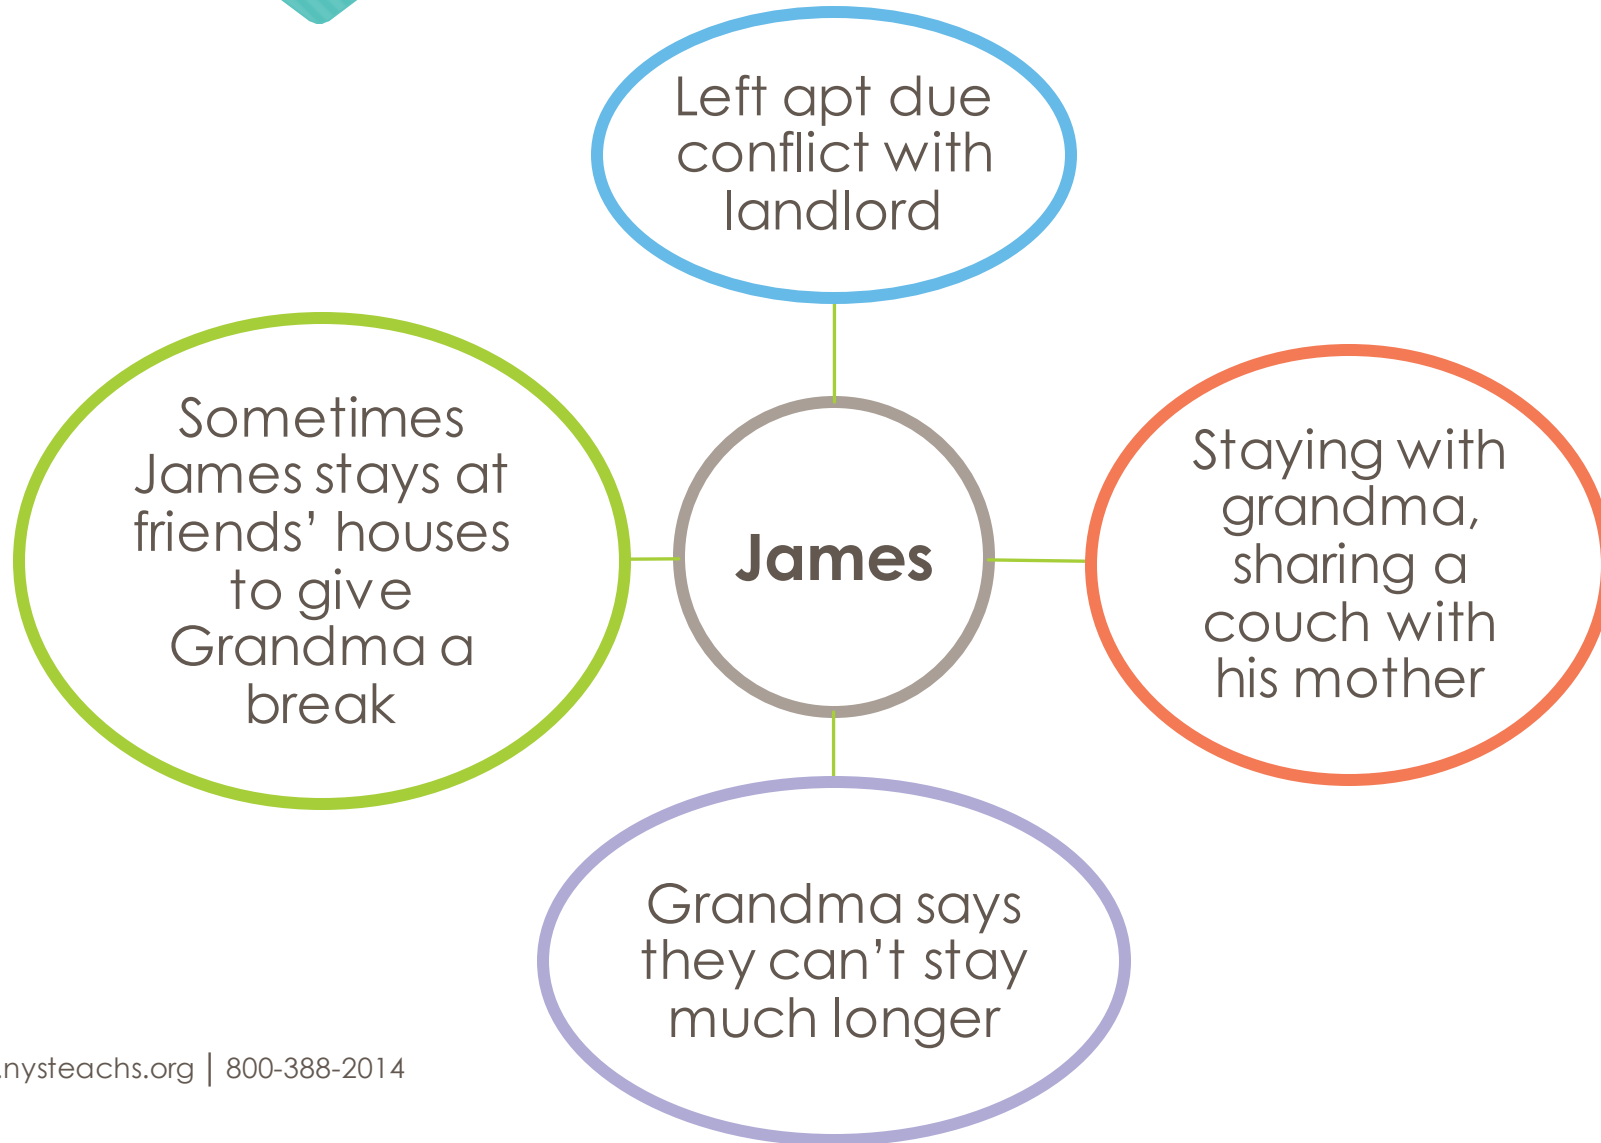 Left apt due
conflict with
landlord
Sometimes
James stays at
friends’ houses
to give
Grandma a
break
James
Staying with
grandma,
sharing a
couch with
his mother
Grandma says
they can’t stay
much longer
.nysteachs.org | 800-388-2014